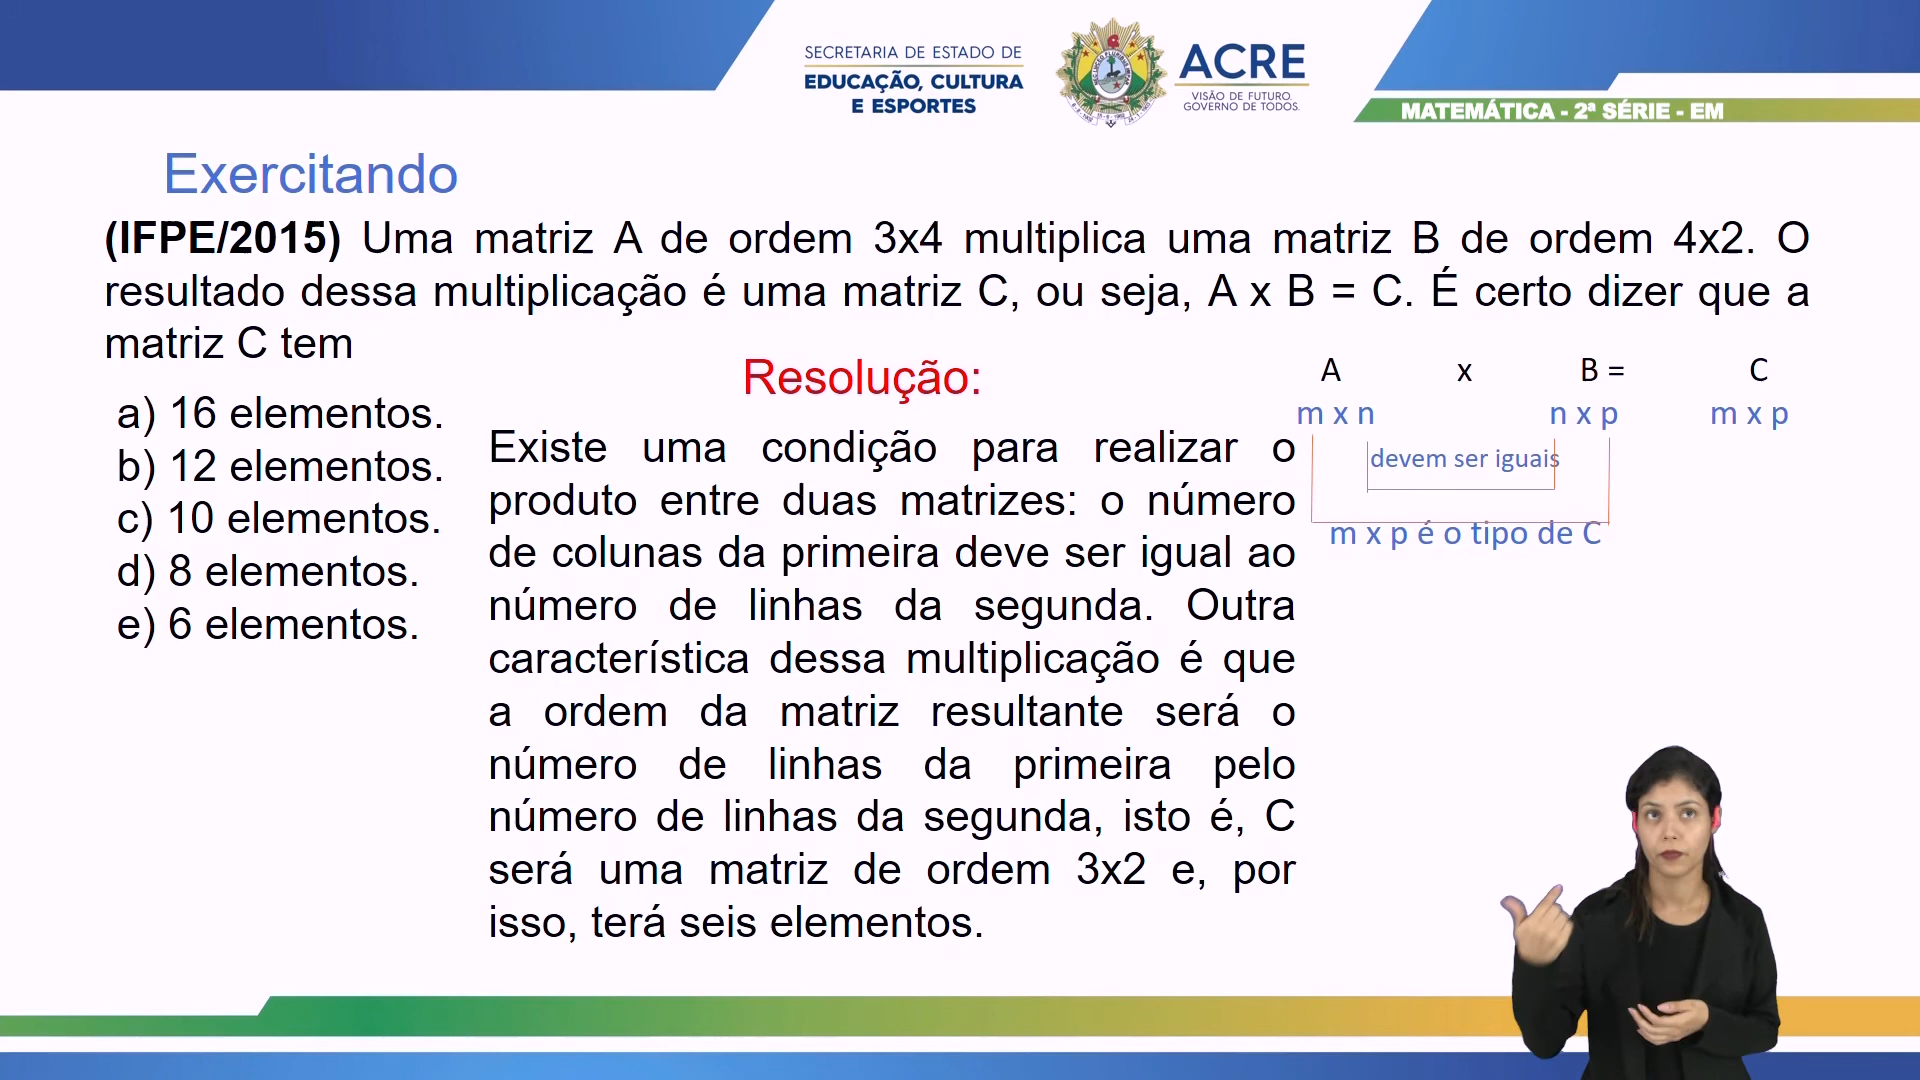 SECRETARIA DE ESTADO DE
EDUCAÇÃO, CULTURA
E ESPORTES
ACRE
VISÃO DE FUTURO.
GOVERNO DE TODOS.
MATEMÁTICA - 2ª SÉRIE - EM
Exercitando
(IFPE/2015) Uma matriz A de ordem 3x4 multiplica uma matriz B de ordem 4x2. O
resultado dessa multiplicação é uma matriz C, ou seja, A x B = C. É certo dizer que a
matriz C tem
a) 16 elementos.
b) 12 elementos.
c) 10 elementos.
d) 8 elementos.
e) 6 elementos.
Resolução:
Existe uma condição para realizar o
produto entre duas matrizes: o número
de colunas da primeira deve ser igual ao
número de linhas da segunda. Outra
característica dessa multiplicação é que
a ordem da matriz resultante será o
número de linhas da primeira pelo
número de linhas da segunda, isto é, C
será uma matriz de ordem 3x2 e, por
isso, terá seis elementos.
A x B = C
m x n n x p m x p
devem ser iguais
m x p é o tipo de C